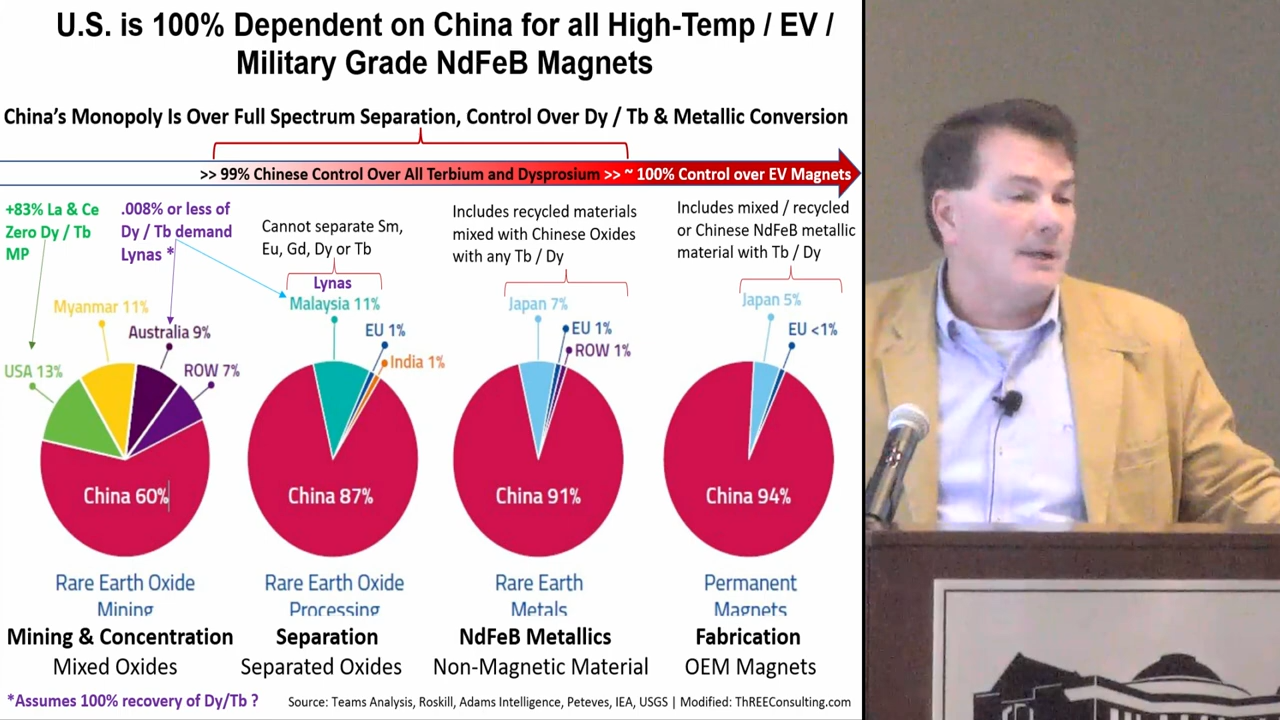 U.S. is 100% Dependent on China for all High-Temp / EV /
Military Grade NdFeB Magnets
China's Monopoly Is Over Full Spectrum Separation, Control Over Dy / Tb & Metallic Conversion
>> 99% Chinese Control Over All Terbium and Dysprosium >> ~ 100% Control over EV Magnets
+83% La & Ce
Zero Dy / Tb
MP
.008% or less of
Dy / Tb demand
Lynas *
Cannot separate Sm,
Eu, Gd, Dy or Tb
Includes recycled materials
mixed with Chinese Oxides
with any Tb / Dy
Includes mixed / recycled
or Chinese NdFeB metallic
material with Tb / Dy
USA 13%
Myanmar 11%
Australia 9%
ROW 7%
China 60%
Rare Earth Oxide
Mining
Lynas
Malaysia 11%
EU 1%
India 1%
China 87%
Rare Earth Oxide
Processing
Japan 7%
EU 1%
ROW 1%
China 91%
Rare Earth
Metals
Japan 5%
EU <1%
China 94%
Permanent
Magnets
Mining & Concentration
Mixed Oxides
Separation
Separated Oxides
NdFeB Metallics
Non-Magnetic Material
Fabrication
OEM Magnets
*Assumes 100% recovery of Dy/Tb ?
Source: Teams Analysis, Roskill, Adams Intelligence, Peteves, IEA, USGS | Modified: ThREEConsulting.com